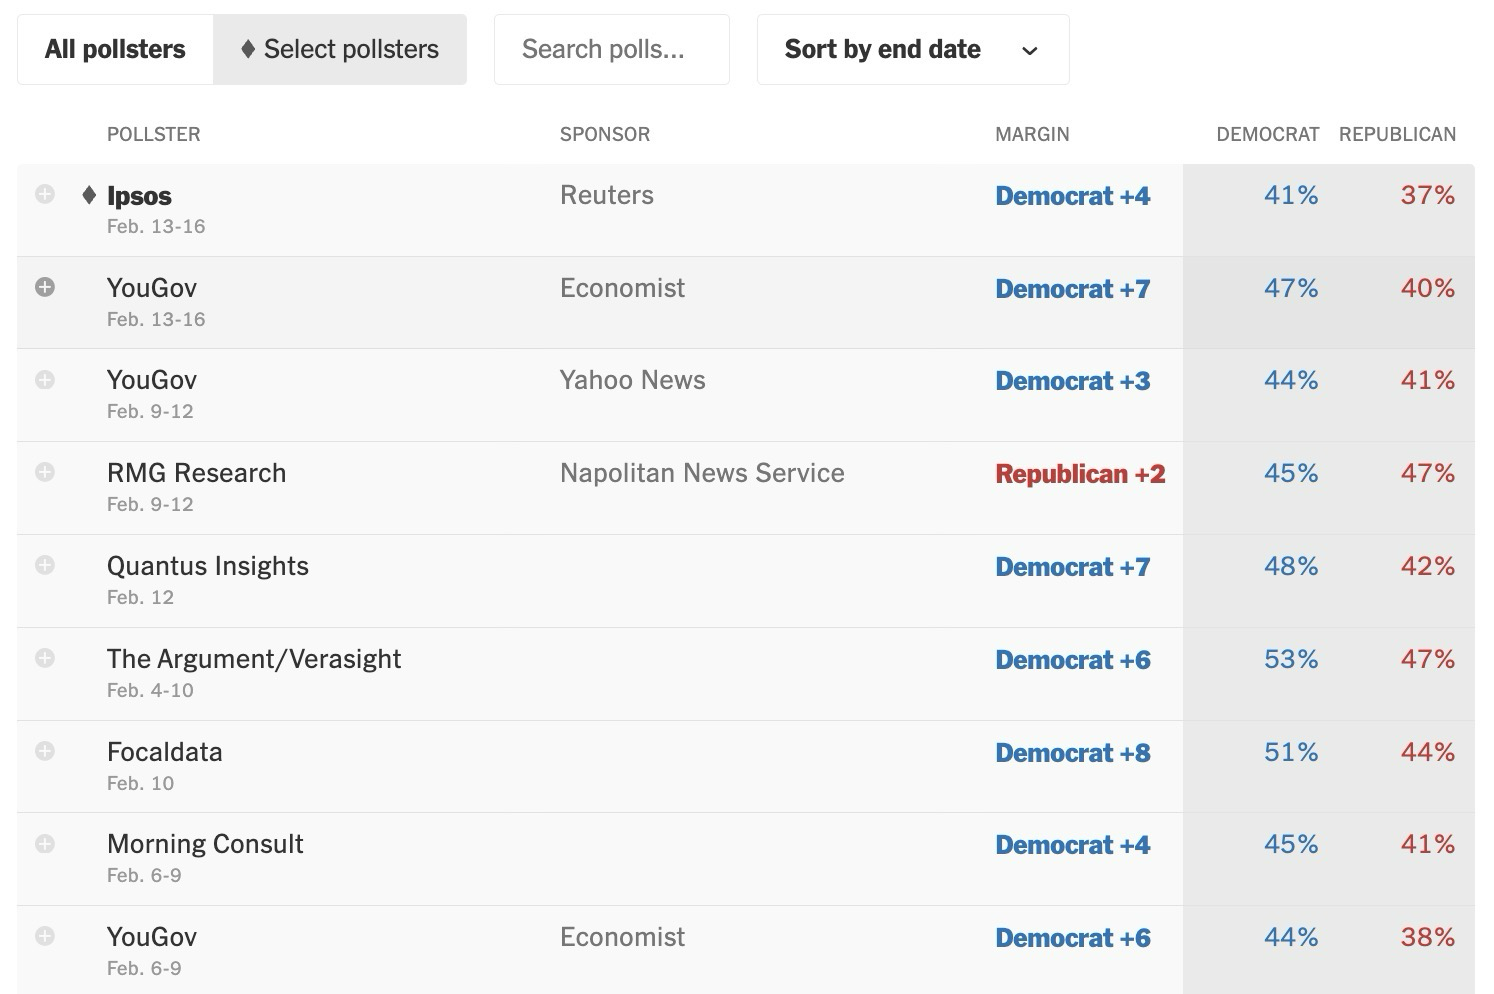 All pollsters ♦ Select pollsters Search polls... Sort by end date
POLLSTER SPONSOR MARGIN DEMOCRAT REPUBLICAN
♦ Ipsos Reuters Democrat +4 41% 37%
Feb. 13-16
YouGov Economist Democrat +7 47% 40%
Feb. 13-16
YouGov Yahoo News Democrat +3 44% 41%
Feb. 9-12
RMG Research Napolitan News Service Republican +2 45% 47%
Feb. 9-12
Quantus Insights Democrat +7 48% 42%
Feb. 12
The Argument/Verasight Democrat +6 53% 47%
Feb. 4-10
Focaldata Democrat +8 51% 44%
Feb. 10
Morning Consult Democrat +4 45% 41%
Feb. 6-9
YouGov Economist Democrat +6 44% 38%
Feb. 6-9